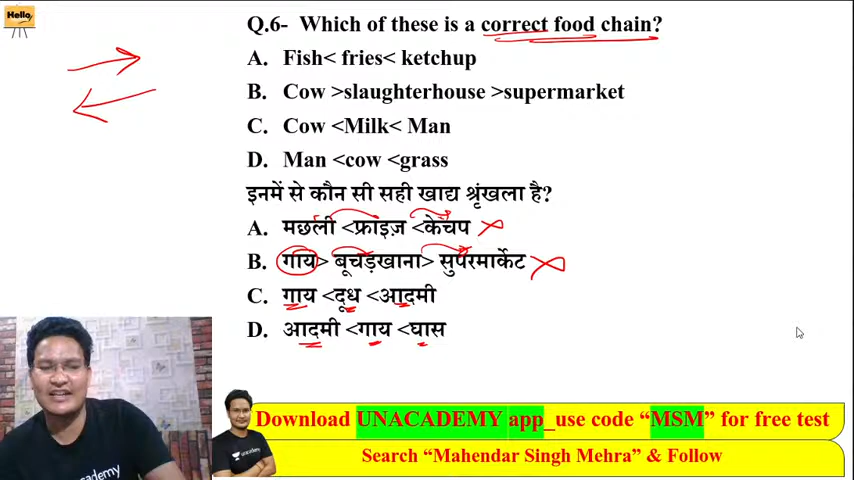 Hello
Q.6- Which of these is a correct food chain?
A. Fish< fries< ketchup
B. Cow >slaughterhouse >supermarket
C. Cow <Milk< Man
D. Man <cow <grass
इनमें से कौन सी सही खाद्य श्रृंखला है?
A. मछली <फ्राइज़ <केचप
B. गाय> बूचड़खाना> सुपरमार्केट
C. गाय <दूध <आदमी
D. आदमी <गाय <घास
Download UNACADEMY app_use code “MSM” for free test
Search “Mahendar Singh Mehra” & Follow
unacademy
unacademy